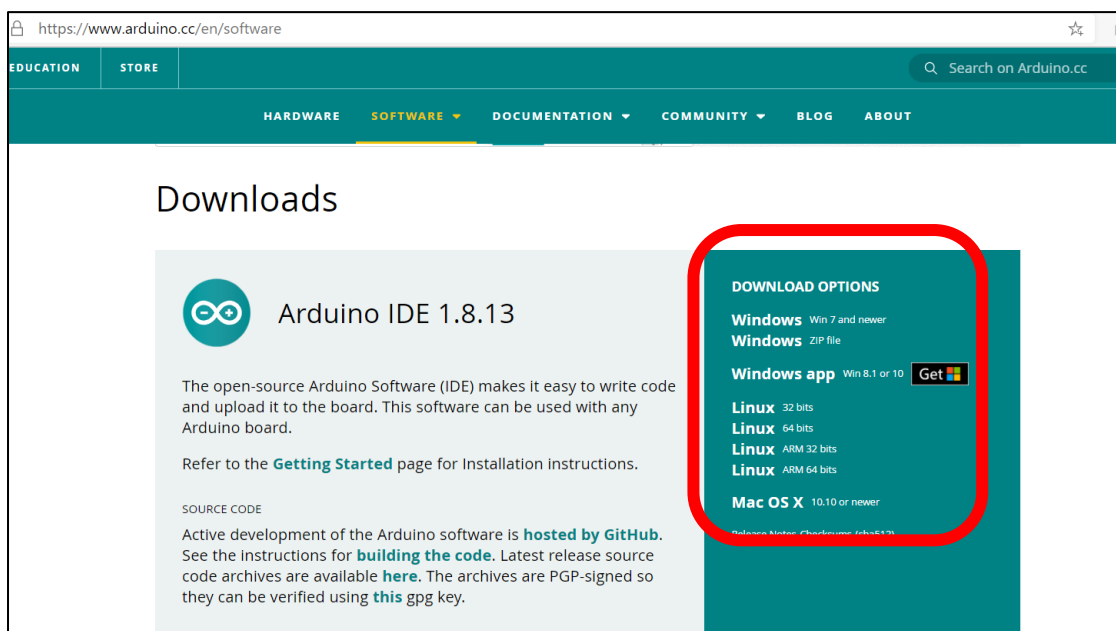 https://www.arduino.cc/en/software
EDUCATION STORE
Search on Arduino.cc
HARDWARE SOFTWARE DOCUMENTATION COMMUNITY BLOG ABOUT
Downloads
Arduino IDE 1.8.13
The open-source Arduino Software (IDE) makes it easy to write code
and upload it to the board. This software can be used with any
Arduino board.
Refer to the Getting Started page for Installation instructions.
SOURCE CODE
Active development of the Arduino software is hosted by GitHub.
See the instructions for building the code. Latest release source
code archives are available here. The archives are PGP-signed so
they can be verified using this gpg key.
DOWNLOAD OPTIONS
Windows Win 7 and newer
Windows ZIP file
Windows app Win 8.1 or 10 Get
Linux 32 bits
Linux 64 bits
Linux ARM 32 bits
Linux ARM 64 bits
Mac OS X 10.10 or newer
Release Notes Checksums (sha512)